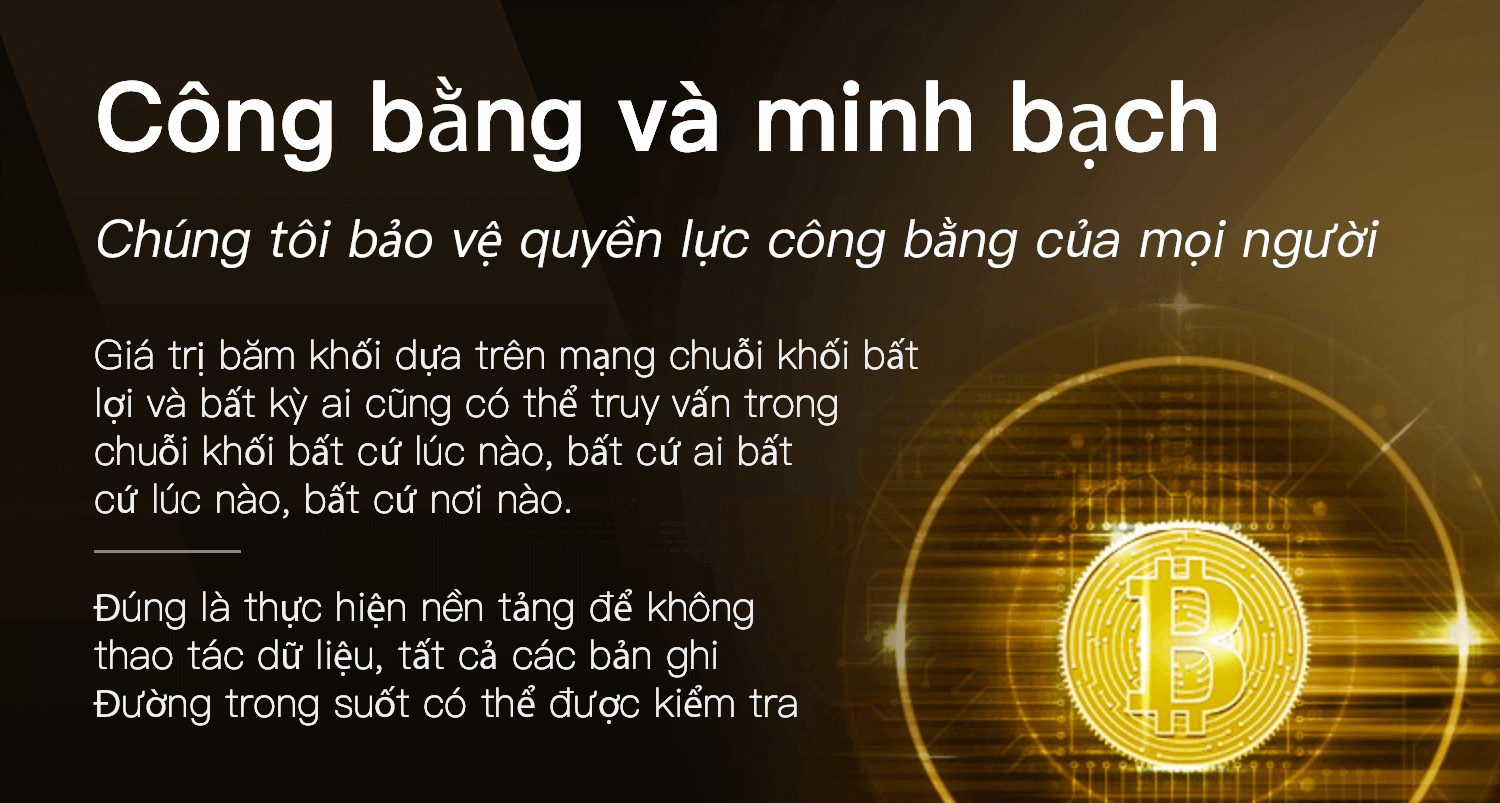 Công bằng và minh bạch
Chúng tôi bảo vệ quyền lực công bằng của mọi người
Giá trị băm khối dựa trên mạng chuỗi khối bất
lợi và bất kỳ ai cũng có thể truy vấn trong
chuỗi khối bất cứ lúc nào, bất cứ ai bất
cứ lúc nào, bất cứ nơi nào.
Đúng là thực hiện nền tảng để không
thao tác dữ liệu, tất cả các bản ghi
Đường trong suốt có thể được kiểm tra